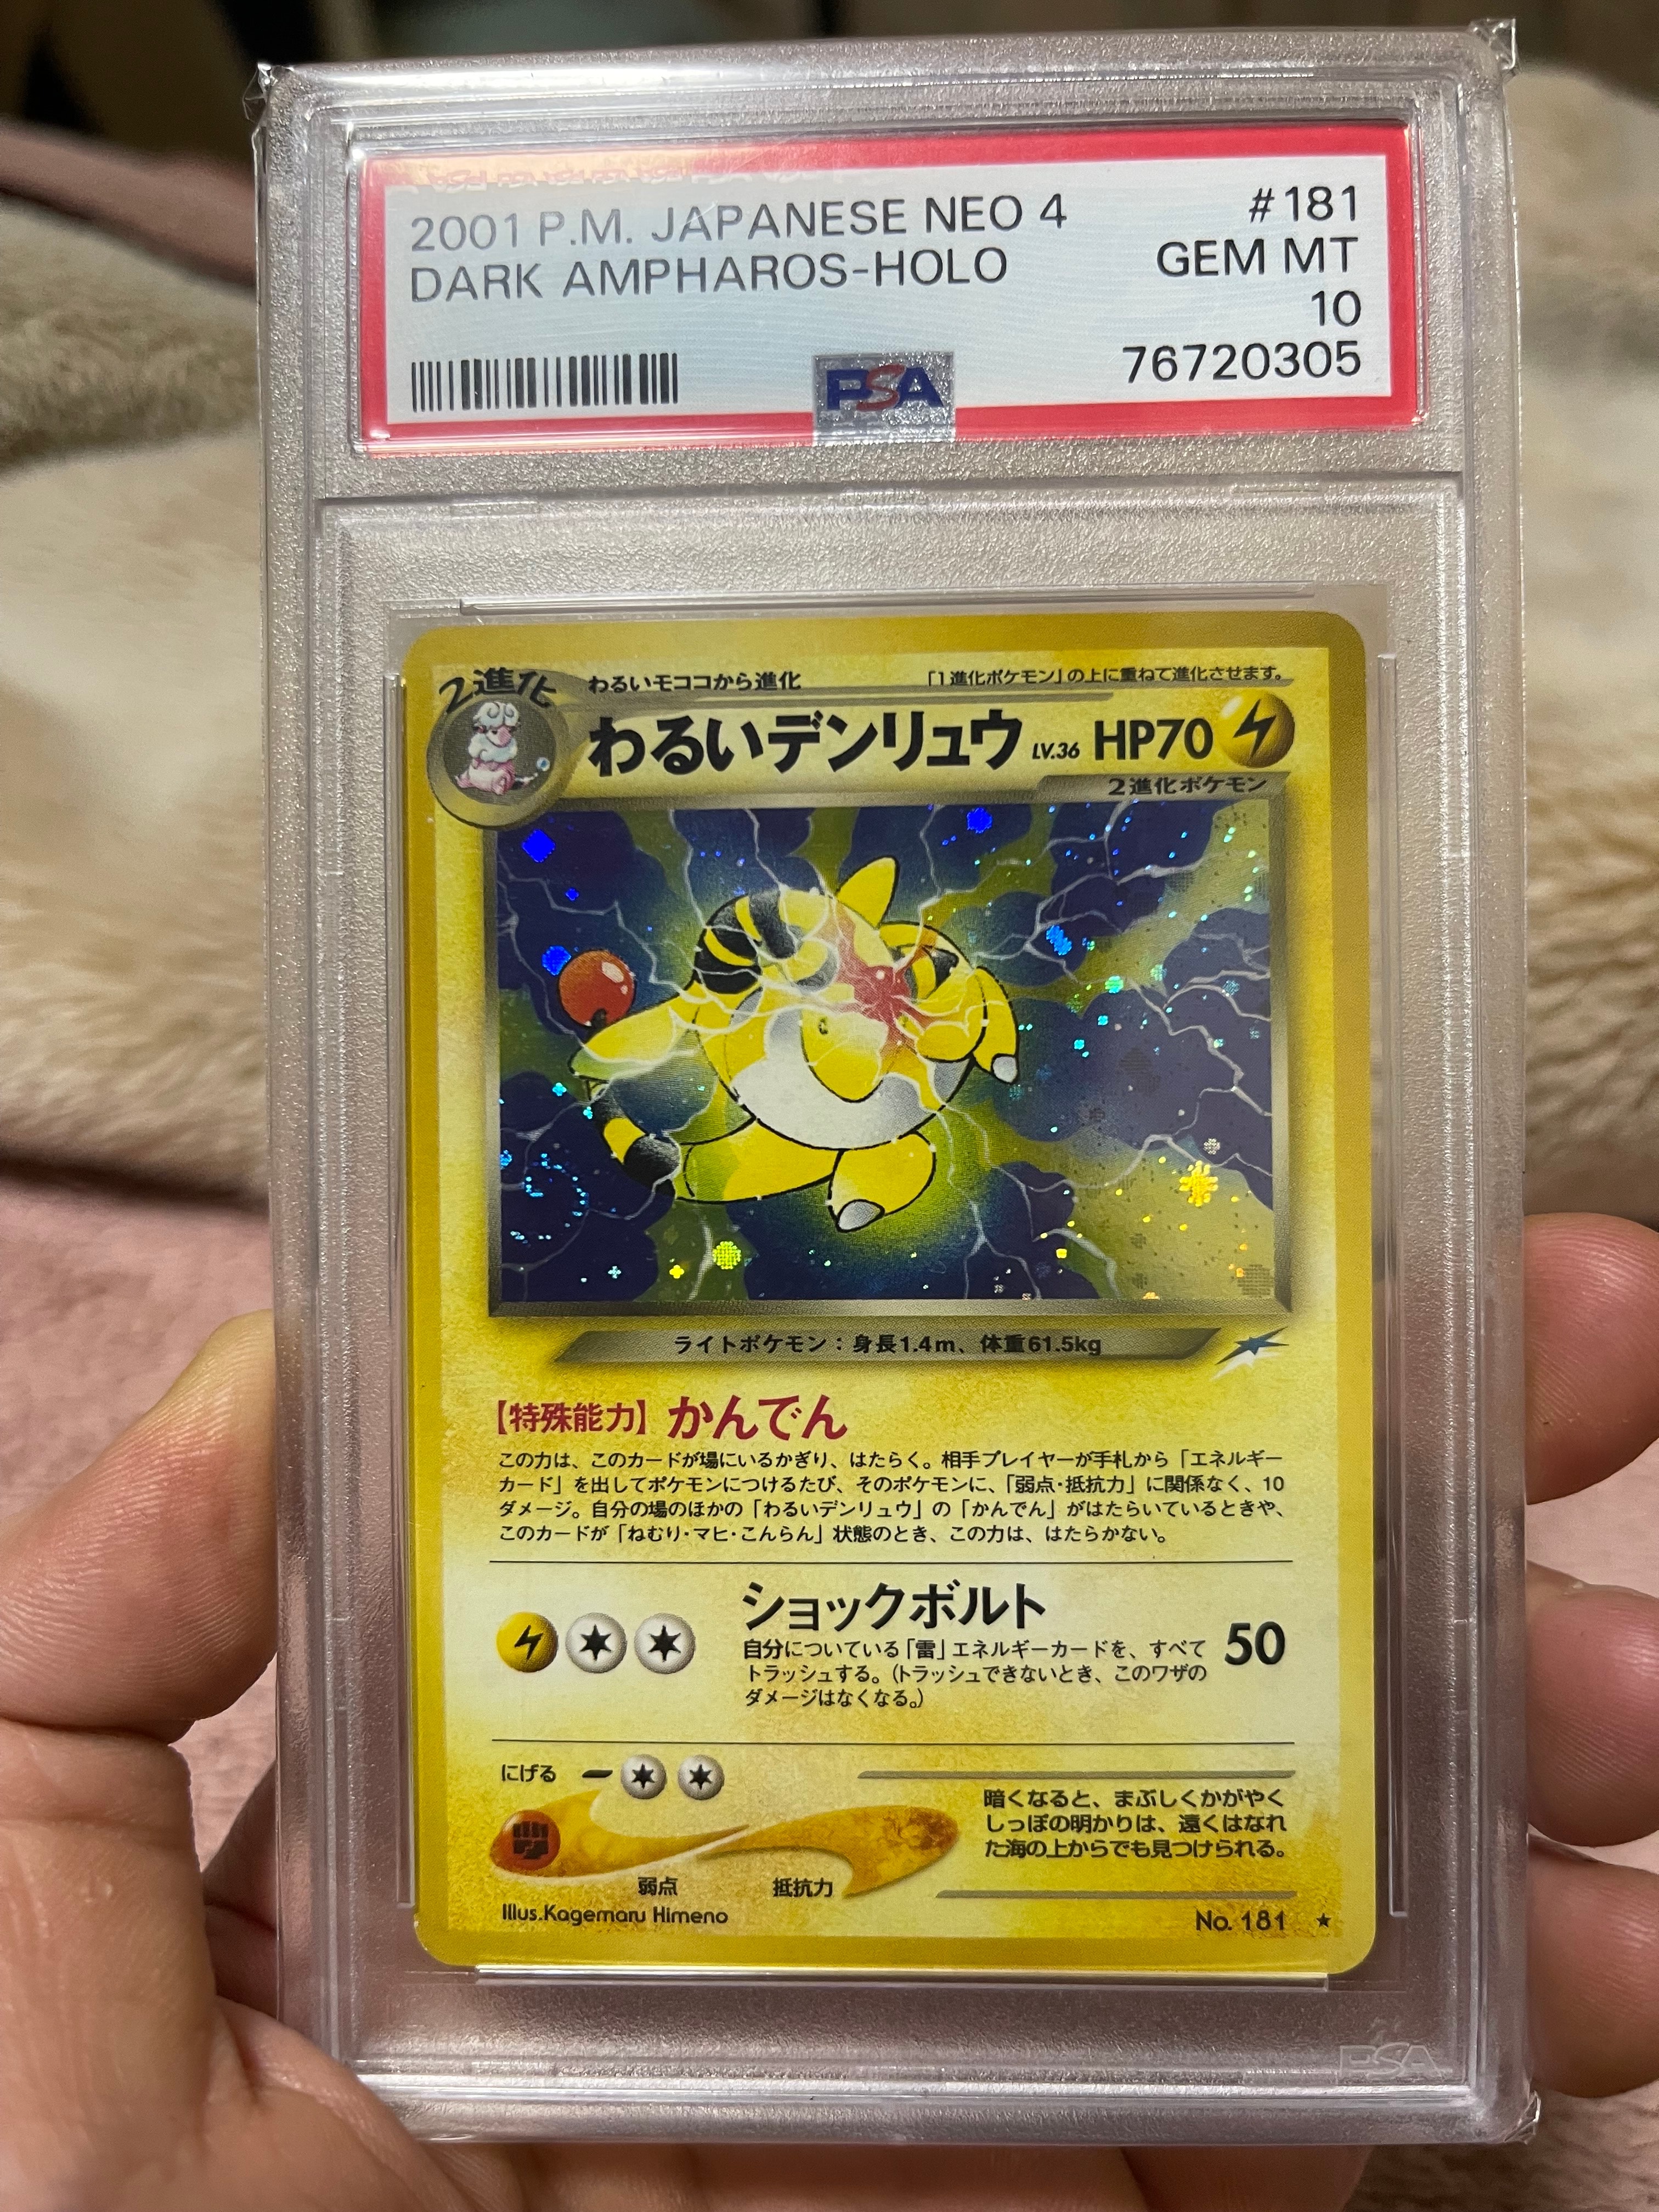 2001 P.M. JAPANESE NEO 4 #181
DARK AMPHAROS-HOLO GEM MT
10
PSA 76720305
2進化
わるいモココから進化 「1進化ポケモン」の上に重ねて進化させます。
わるいデンリュウ LV.36 HP70
2進化ポケモン
ライトポケモン:身長1.4m、体重61.5kg
【特殊能力】かんでん
この力は、このカードが場にいるかぎり、はたらく。相手プレイヤーが手札から「エネルギー
カード」を出してポケモンにつけるたび、そのポケモンに、「弱点・抵抗力」に関係なく、10
ダメージ。自分の場のほかの「わるいデンリュウ」の「かんでん」がはたらいているときや、
このカードが「ねむり・マヒ・こんらん」状態のとき、この力は、はたらかない。
ショックボルト
自分についている「雷」エネルギーカードを、すべて 50
トラッシュする。(トラッシュできないとき、このワザの
ダメージはなくなる。)
にげる
暗くなると、まぶしくかがやく
しっぽの明かりは、遠くはなれ
た海の上からでも見つけられる。
弱点 抵抗力
Illus.Kagemaru Himeno No. 181 ★
PSA